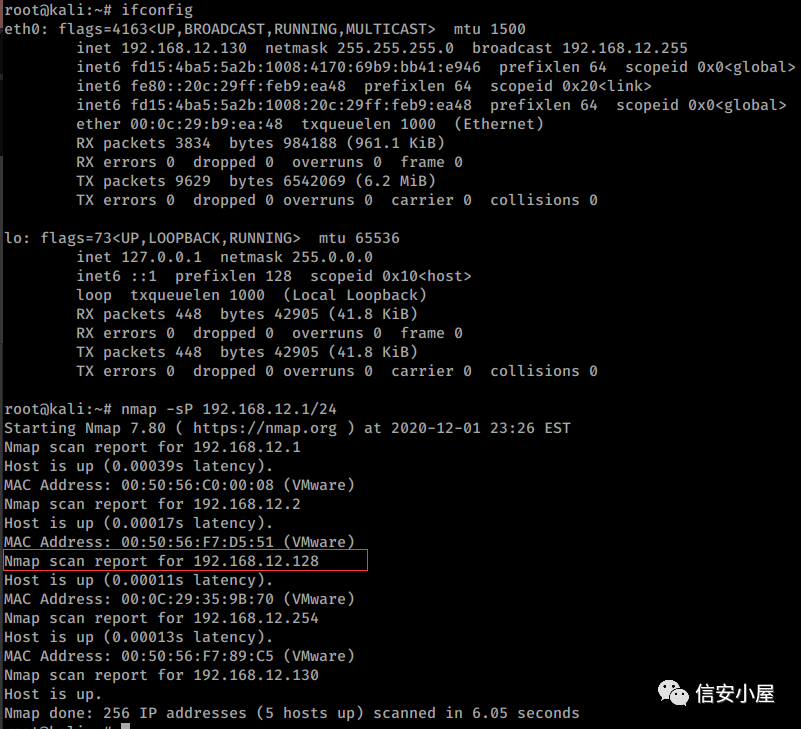 root@kali:~# ifconfig
eth0: flags=4163<UP,BROADCAST,RUNNING,MULTICAST>  mtu 1500
        inet 192.168.12.130  netmask 255.255.255.0  broadcast 192.168.12.255
        inet6 fd15:4ba5:5a2b:1008:4170:69b9:bb41:e946  prefixlen 64  scopeid 0x0<global>
        inet6 fe80::20c:29ff:feb9:ea48  prefixlen 64  scopeid 0x20<link>
        inet6 fd15:4ba5:5a2b:1008:20c:29ff:feb9:ea48  prefixlen 64  scopeid 0x0<global>
        ether 00:0c:29:b9:ea:48  txqueuelen 1000  (Ethernet)
        RX packets 3834  bytes 984188 (961.1 KiB)
        RX errors 0  dropped 0  overruns 0  frame 0
        TX packets 9629  bytes 6542069 (6.2 MiB)
        TX errors 0  dropped 0 overruns 0  carrier 0  collisions 0
lo: flags=73<UP,LOOPBACK,RUNNING>  mtu 65536
        inet 127.0.0.1  netmask 255.0.0.0
        inet6 ::1  prefixlen 128  scopeid 0x10<host>
        loop  txqueuelen 1000  (Local Loopback)
        RX packets 448  bytes 42905 (41.8 KiB)
        RX errors 0  dropped 0  overruns 0  frame 0
        TX packets 448  bytes 42905 (41.8 KiB)
        TX errors 0  dropped 0 overruns 0  carrier 0  collisions 0
root@kali:~# nmap -sP 192.168.12.1/24
Starting Nmap 7.80 ( https://nmap.org ) at 2020-12-01 23:26 EST
Nmap scan report for 192.168.12.1
Host is up (0.00039s latency).
MAC Address: 00:50:56:C0:00:08 (VMware)
Nmap scan report for 192.168.12.2
Host is up (0.00017s latency).
MAC Address: 00:50:56:F7:D5:51 (VMware)
Nmap scan report for 192.168.12.128
Host is up (0.00011s latency).
MAC Address: 00:0C:29:35:9B:70 (VMware)
Nmap scan report for 192.168.12.254
Host is up (0.00013s latency).
MAC Address: 00:50:56:F7:89:C5 (VMware)
Nmap scan report for 192.168.12.130
Host is up.
Nmap done: 256 IP addresses (5 hosts up) scanned in 6.05 seconds
信安小屋